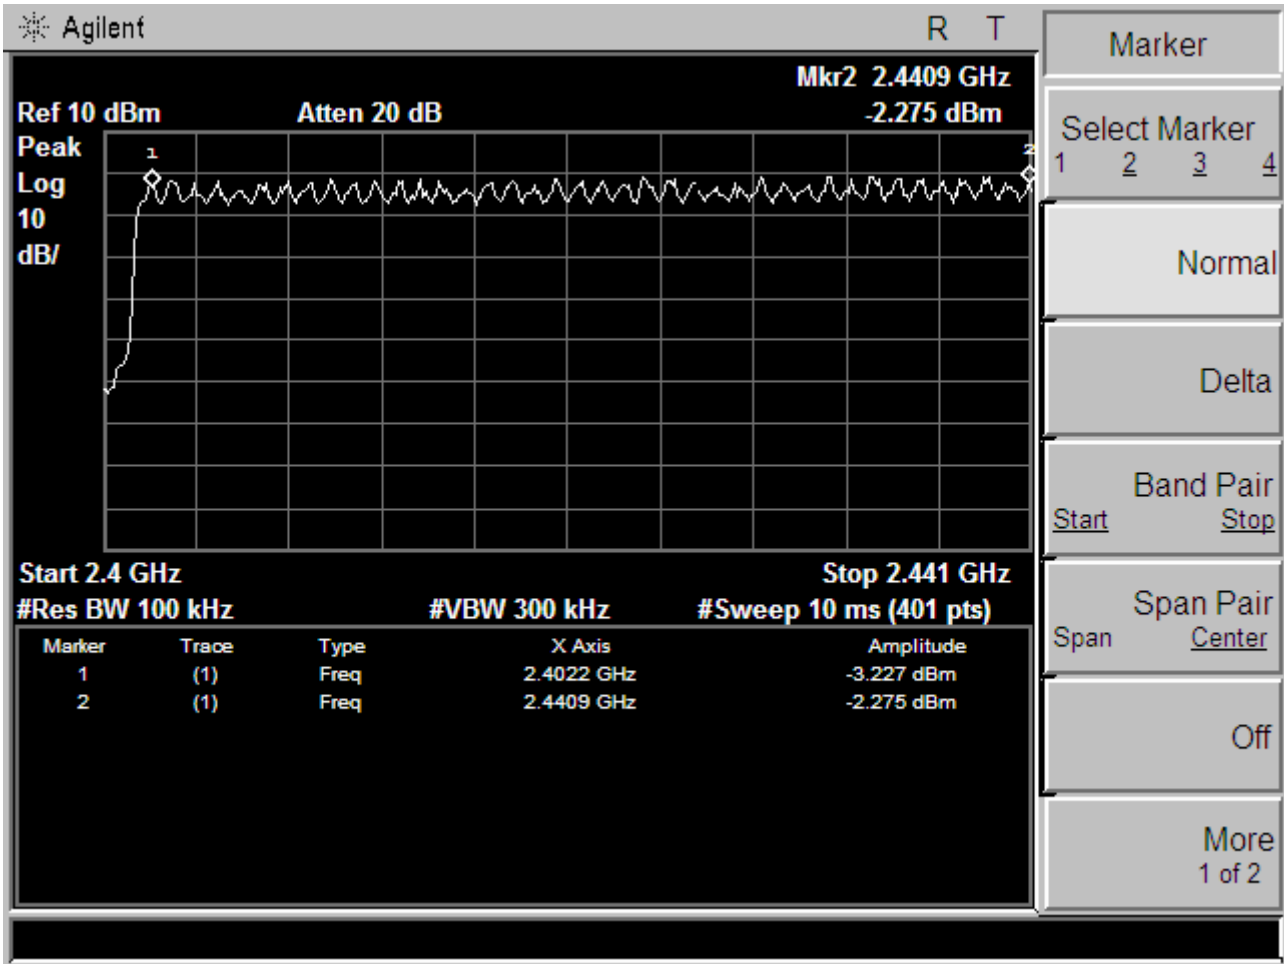 Agilent
R T
Marker
Mkr2 2.4409 GHz
Ref 10 dBm Atten 20 dB -2.275 dBm
Peak
Log
10
dB/
1
2
Start 2.4 GHz Stop 2.441 GHz
#Res BW 100 kHz #VBW 300 kHz #Sweep 10 ms (401 pts)
Marker Trace Type X Axis Amplitude
1 (1) Freq 2.4022 GHz -3.227 dBm
2 (1) Freq 2.4409 GHz -2.275 dBm
Select Marker
1 2 3 4
Normal
Delta
Band Pair
Start Stop
Span Pair
Span Center
Off
More
1 of 2